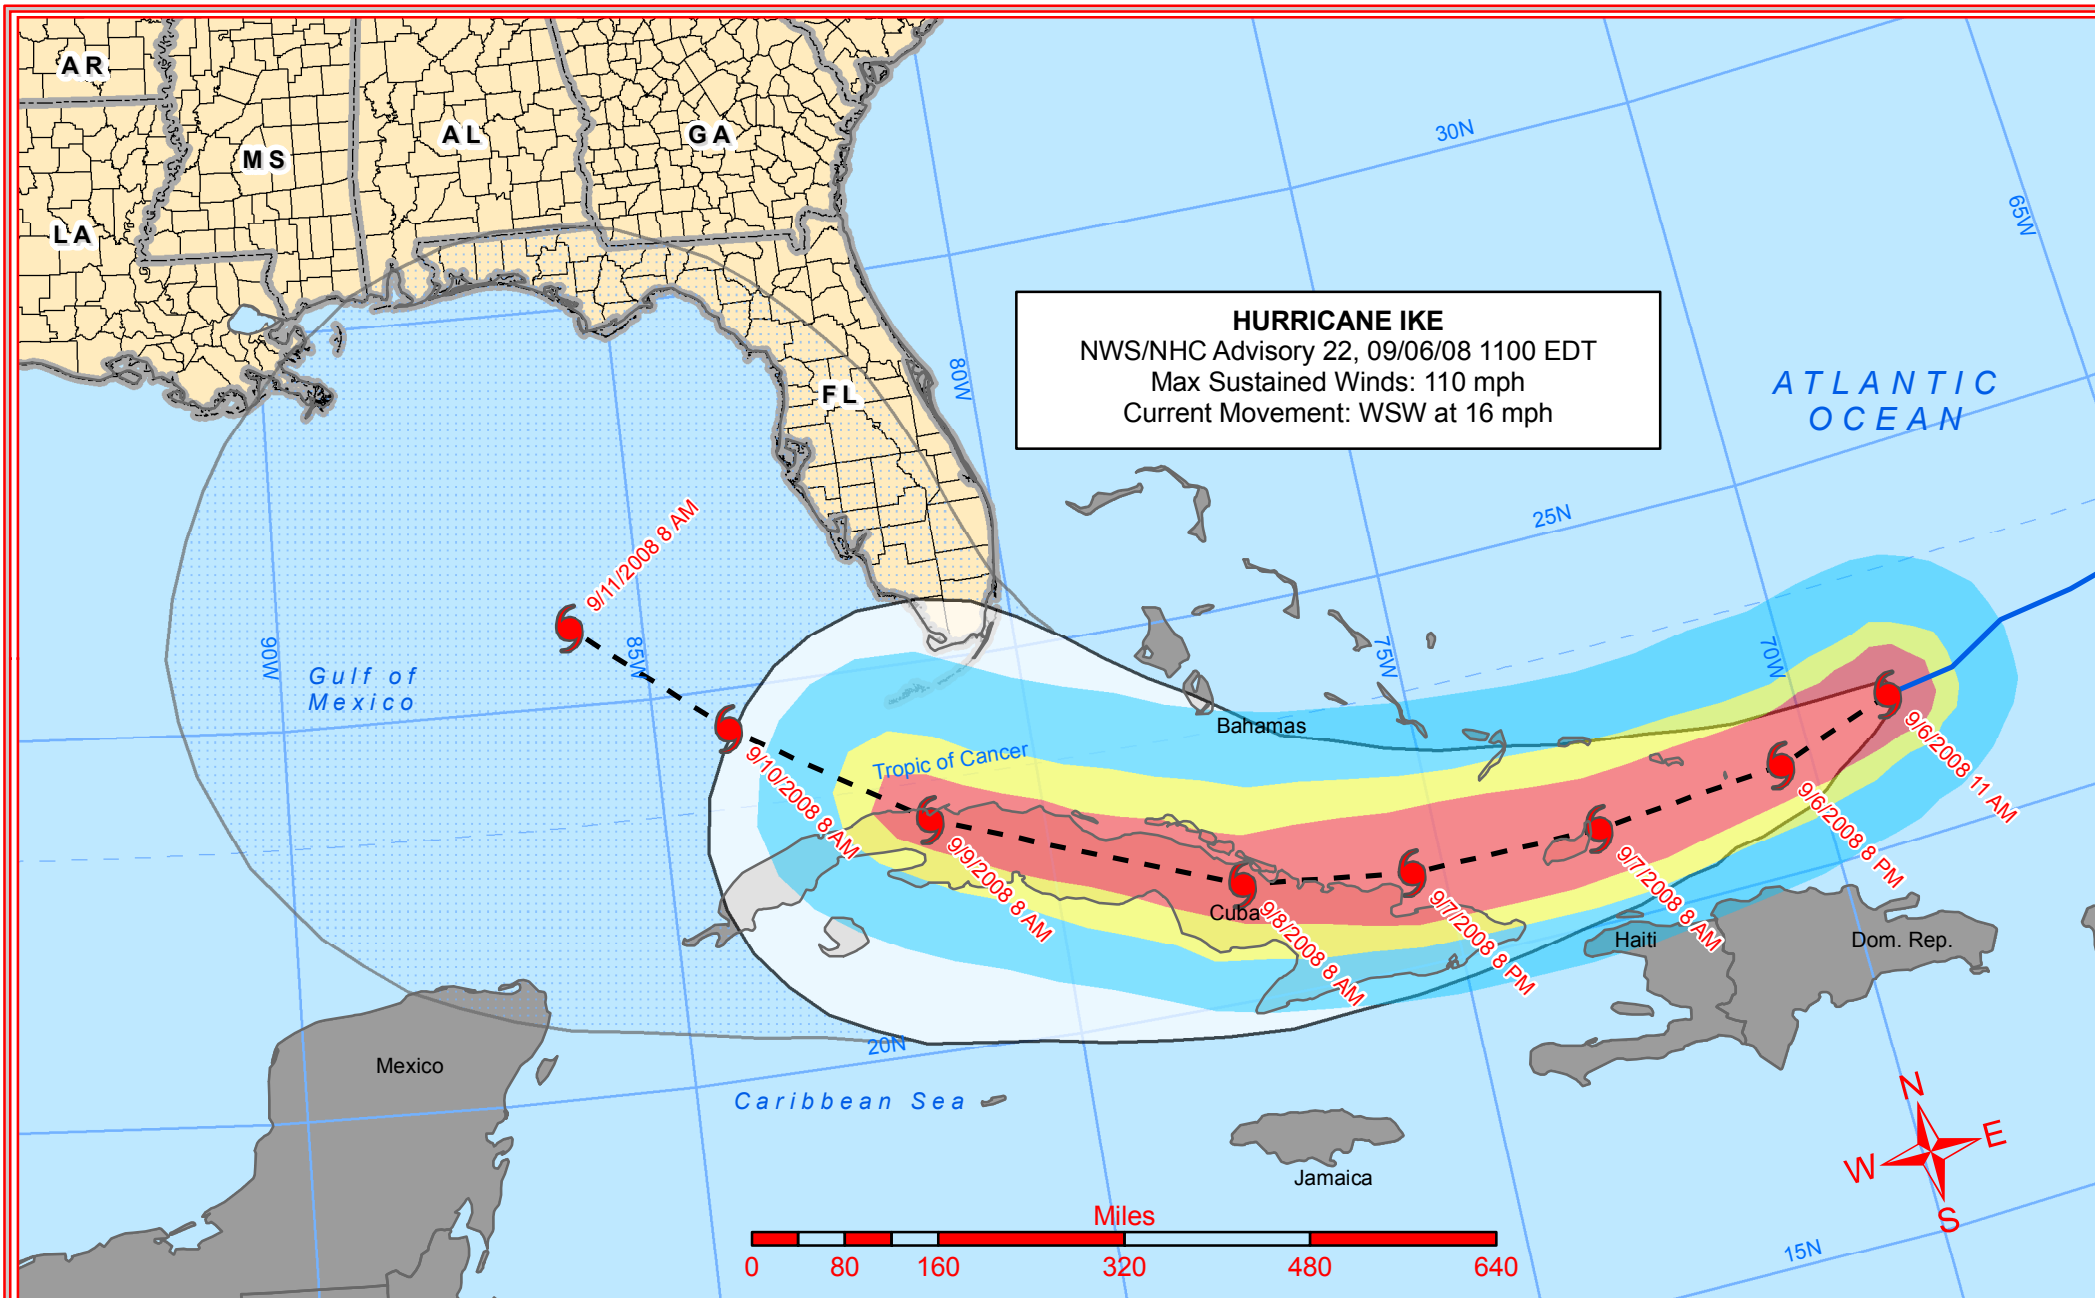 AR
MS
AL
GA
LA
FL
30N
65W
80W
HURRICANE IKE
NWS/NHC Advisory 22, 09/06/08 1100 EDT
Max Sustained Winds: 110 mph
Current Movement: WSW at 16 mph
ATLANTIC
OCEAN
25N
9/11/2008 8 AM
90W
85W
75W
70W
Gulf of
Mexico
Bahamas
Tropic of Cancer
9/10/2008 8 AM
9/9/2008 8 AM
9/8/2008 8 AM
9/7/2008 8 PM
9/7/2008 8 AM
9/6/2008 8 PM
9/6/2008 11 AM
Cuba
Haiti
Dom. Rep.
20N
Mexico
Caribbean Sea
Jamaica
N
E
W
S
15N
Miles
0 80 160 320 480 640